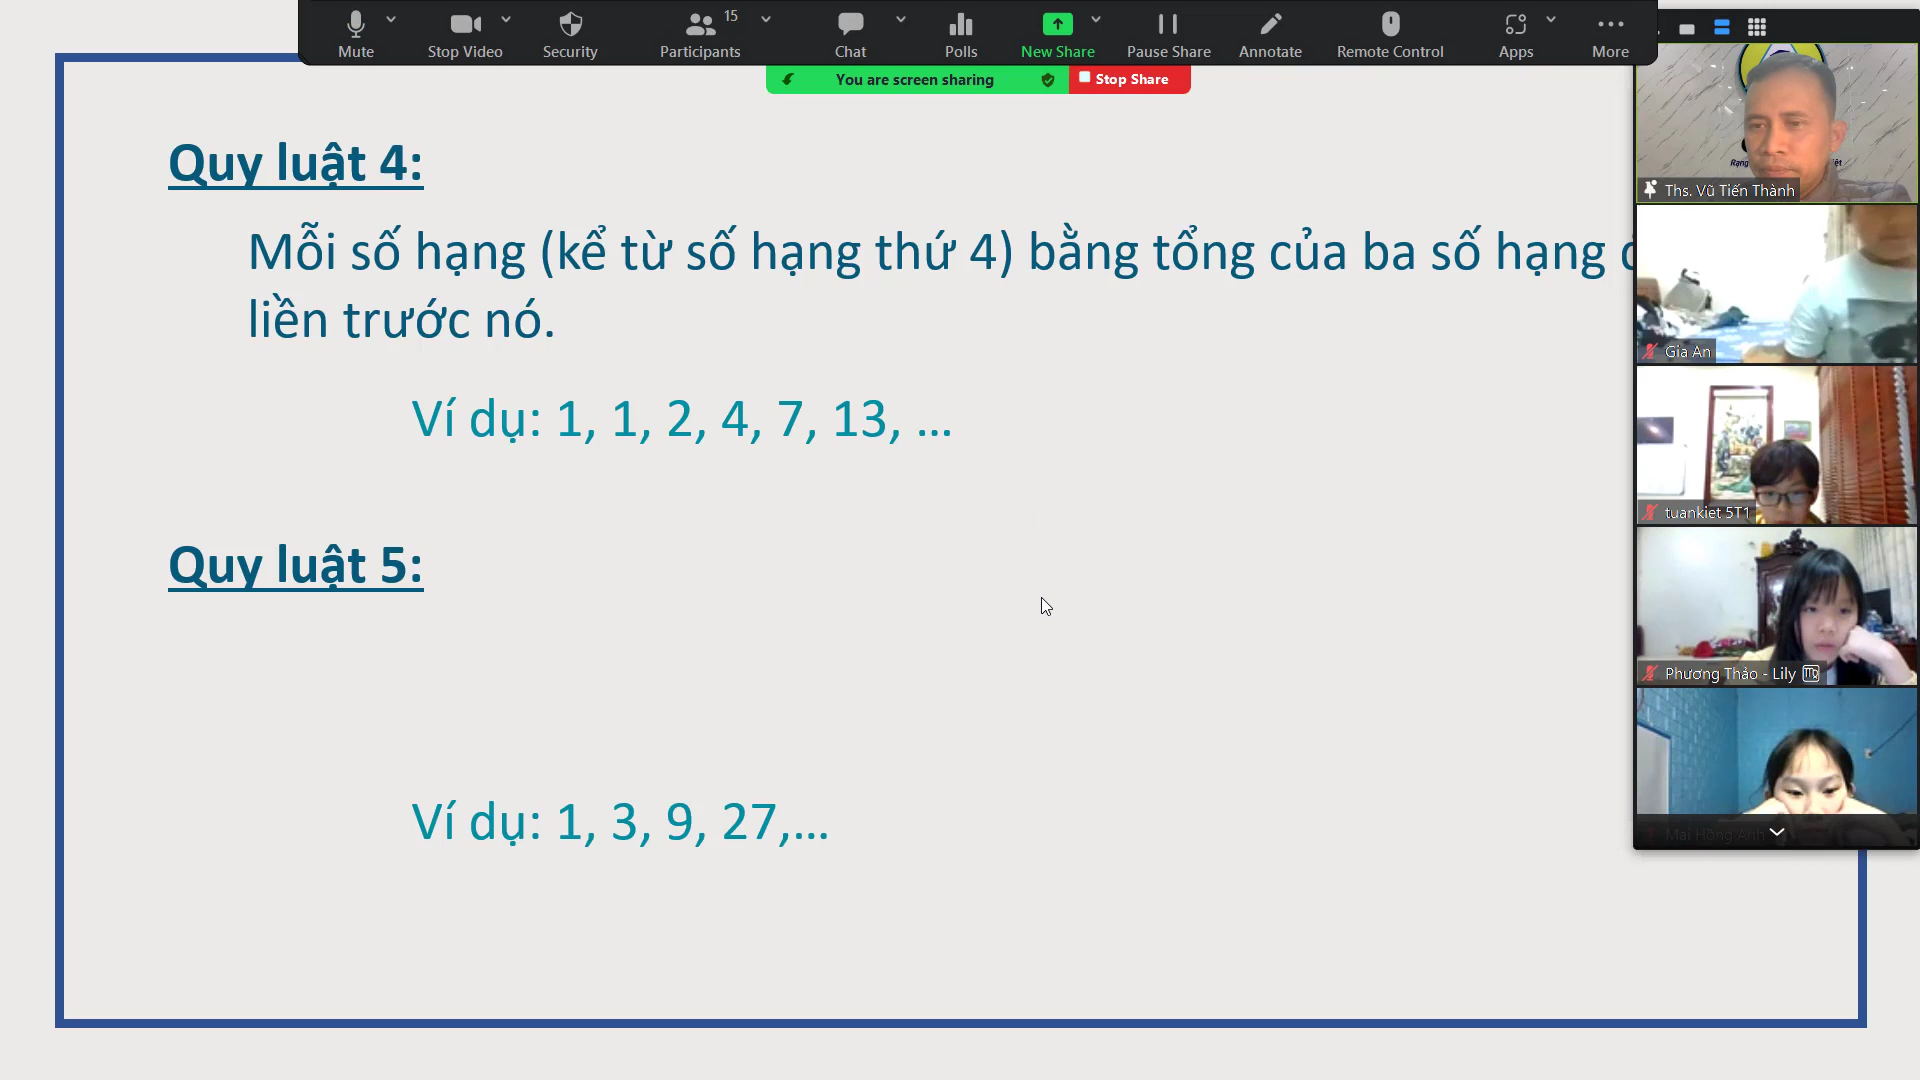 15
Mute
Stop Video
Security
Participants
Chat
Polls
New Share
Pause Share
Annotate
Remote Control
Apps
More
You are screen sharing
Stop Share
Quy luật 4:
Mỗi số hạng (kể từ số hạng thứ 4) bằng tổng của ba số hạng
liền trước nó.
Ví dụ: 1, 1, 2, 4, 7, 13, ...
Quy luật 5:
Ví dụ: 1, 3, 9, 27,...
Ths. Vũ Tiến Thành
Gia An
tuankiet 5T1
Phương Thảo - Lily
Mai Hồng Anh